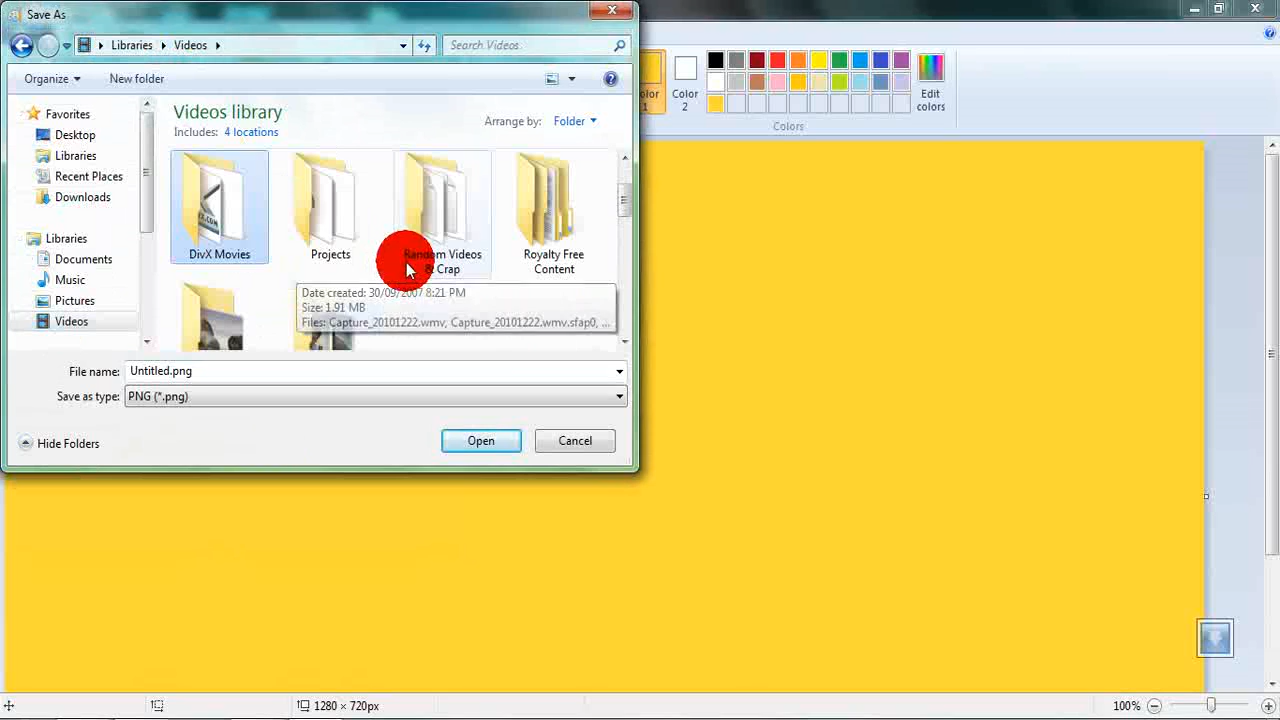 Save As
Libraries
Videos
Search Videos
Organize
New folder
Favorites
Desktop
Libraries
Recent Places
Downloads
Libraries
Documents
Music
Pictures
Videos
Videos library
Includes: 4 locations
Arrange by: Folder
DivX Movies
Projects
Random Videos
& Crap
Royalty Free
Content
Date created: 30/09/2007 8:21 PM
Size: 1.91 MB
Files: Capture_20101222.wmv, Capture_20101222.wmv.sfap0, ...
File name: Untitled.png
Save as type: PNG (*.png)
Hide Folders
Open
Cancel
Color
1
Color
2
Edit
colors
Colors
1280 × 720px
100%